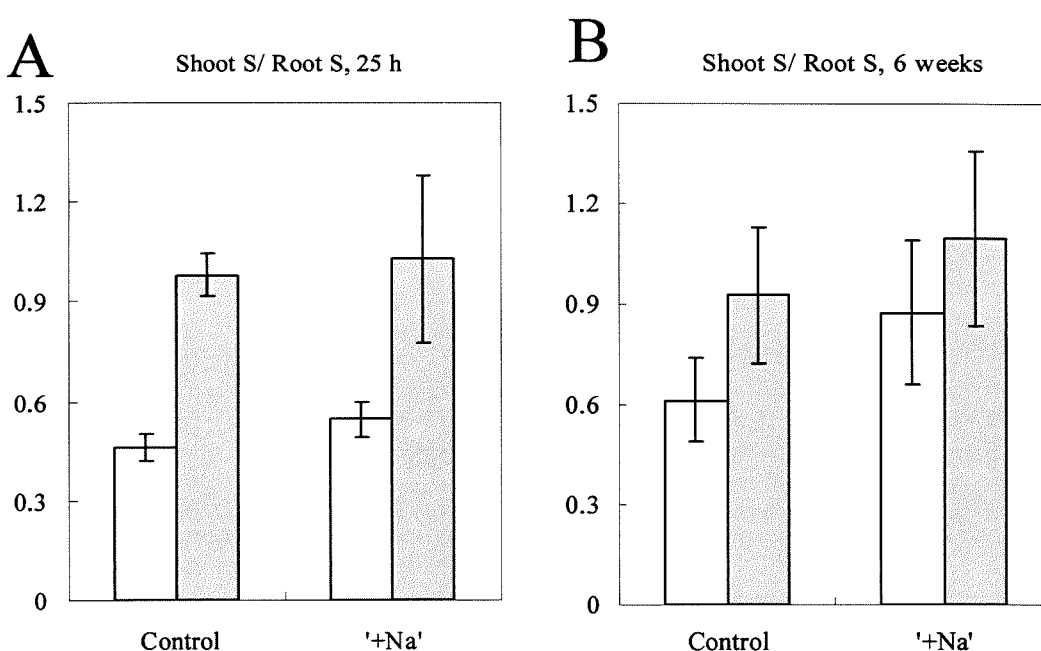 A
Shoot S/ Root S, 25 h
1.5
1.2
0.9
0.6
0.3
0
Control
'+Na'
B
Shoot S/ Root S, 6 weeks
1.5
1.2
0.9
0.6
0.3
0
Control
'+Na'